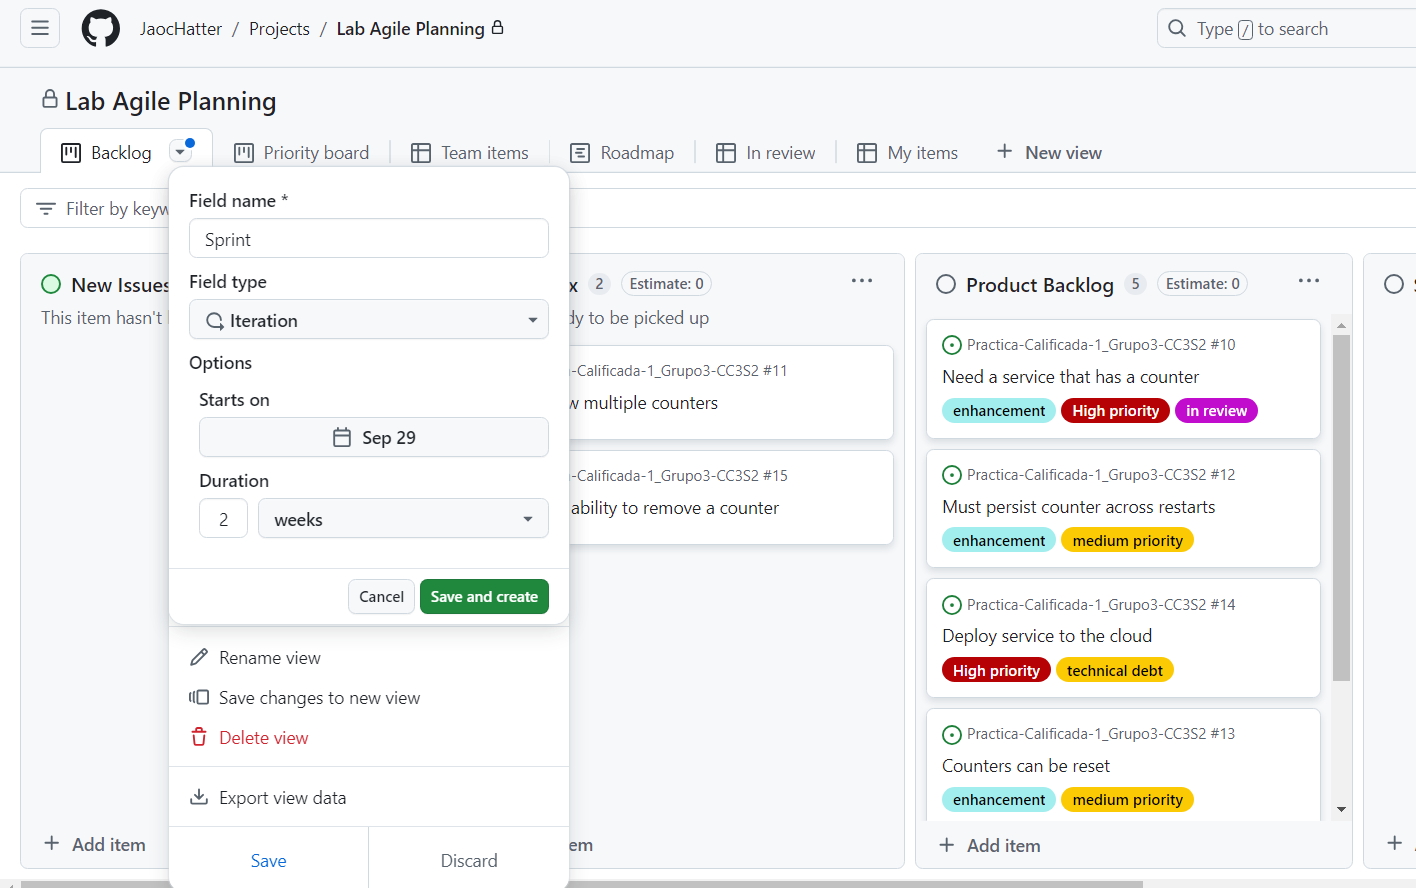 JaocHatter / Projects / Lab Agile Planning
Type / to search
Lab Agile Planning
Backlog
Priority board
Team items
Roadmap
In review
My items
New view
Filter by keyw
Field name *
Sprint
Field type
Iteration
Options
Starts on
Sep 29
Duration
2 weeks
Cancel
Save and create
Rename view
Save changes to new view
Delete view
Export view data
Save
Discard
New Issues
This item hasn't
Add item
x 2 Estimate: 0
dy to be picked up
-Calificada-1_Grupo3-CC3S2 #11
w multiple counters
-Calificada-1_Grupo3-CC3S2 #15
ability to remove a counter
em
Product Backlog 5 Estimate: 0
Practica-Calificada-1_Grupo3-CC3S2 #10
Need a service that has a counter
enhancement High priority in review
Practica-Calificada-1_Grupo3-CC3S2 #12
Must persist counter across restarts
enhancement medium priority
Practica-Calificada-1_Grupo3-CC3S2 #14
Deploy service to the cloud
High priority technical debt
Practica-Calificada-1_Grupo3-CC3S2 #13
Counters can be reset
enhancement medium priority
Add item